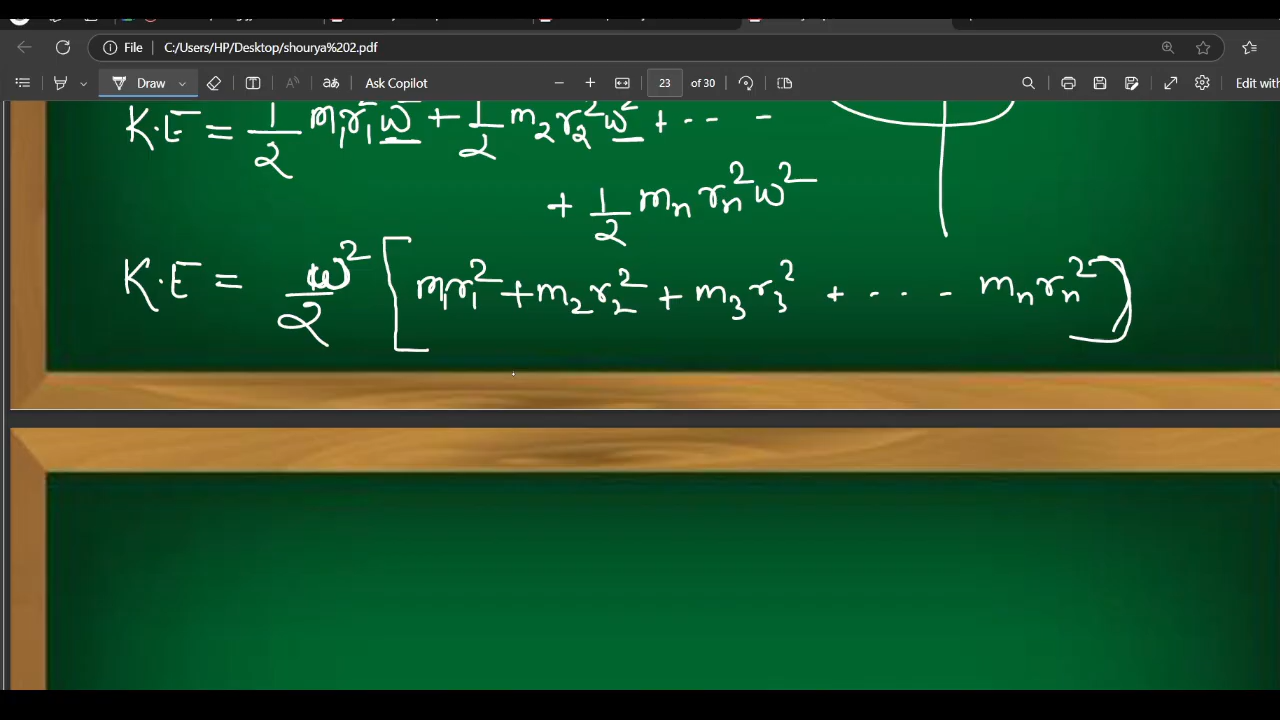 File | C:/Users/HP/Desktop/shourya%202.pdf
Draw Ask Copilot 23 of 30 Edit with
K.E = 1/2 m₁r₁²ω² + 1/2 m₂r₂²ω² + -- -
+ 1/2 mₙrₙ²ω²
K.E = ω²/2 [m₁r₁² + m₂r₂² + m₃r₃² + - - - mₙrₙ²]